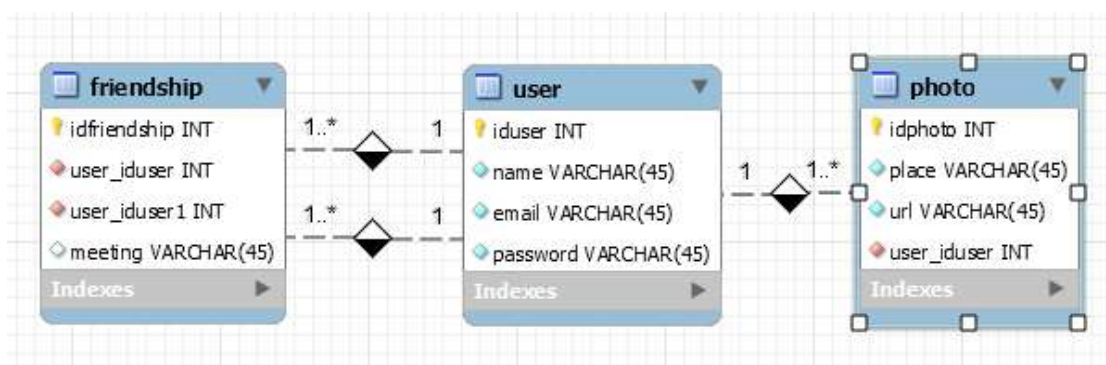 friendship
idfriendship INT
user_iduser INT
user_iduser1 INT
meeting VARCHAR(45)
Indexes
1..*
1
1..*
1
user
iduser INT
name VARCHAR(45)
email VARCHAR(45)
password VARCHAR(45)
Indexes
1
1..*
photo
idphoto INT
place VARCHAR(45)
url VARCHAR(45)
user_iduser INT
Indexes